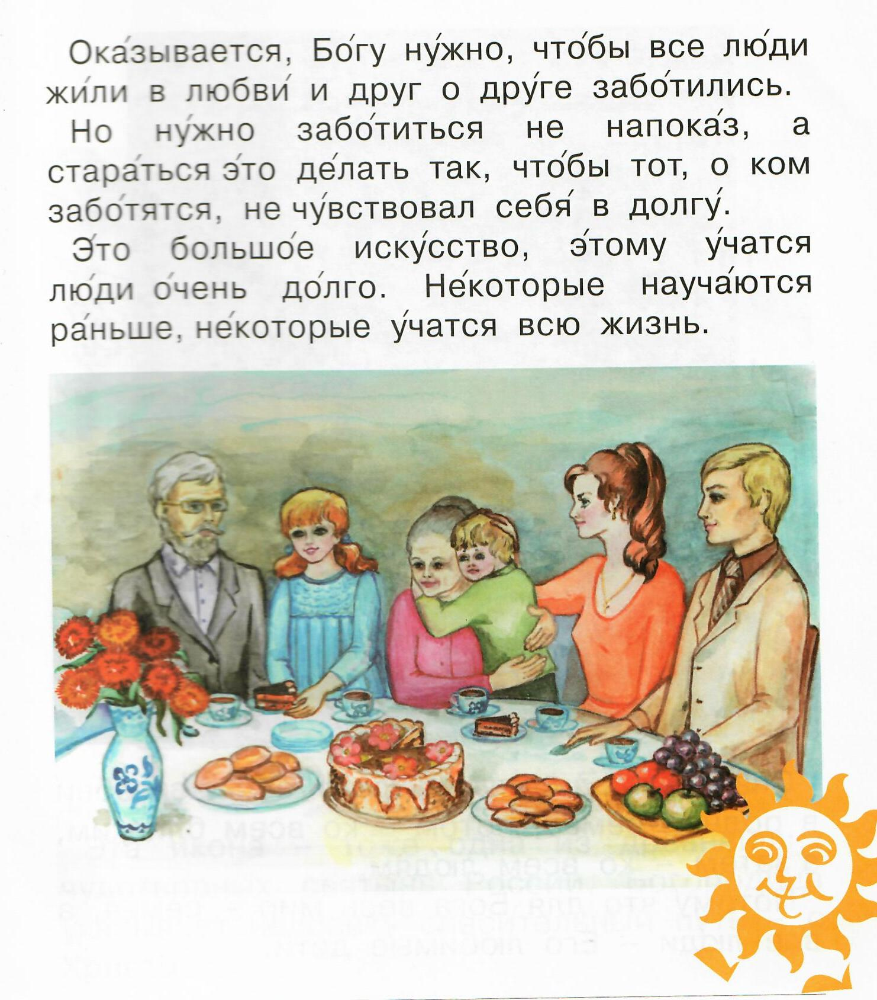 Ока́зывается, Бо́гу ну́жно, что́бы все лю́ди
жи́ли в любви́ и друг о дру́ге забо́тились.
Но ну́жно забо́титься не напока́з, а
стара́ться э́то де́лать так, что́бы тот, о ком
забо́тятся, не чу́вствовал себя́ в долгу́.
Э́то большо́е иску́сство, э́тому у́чатся
лю́ди о́чень до́лго. Не́которые науча́ются
ра́ньше, не́которые у́чатся всю жизнь.